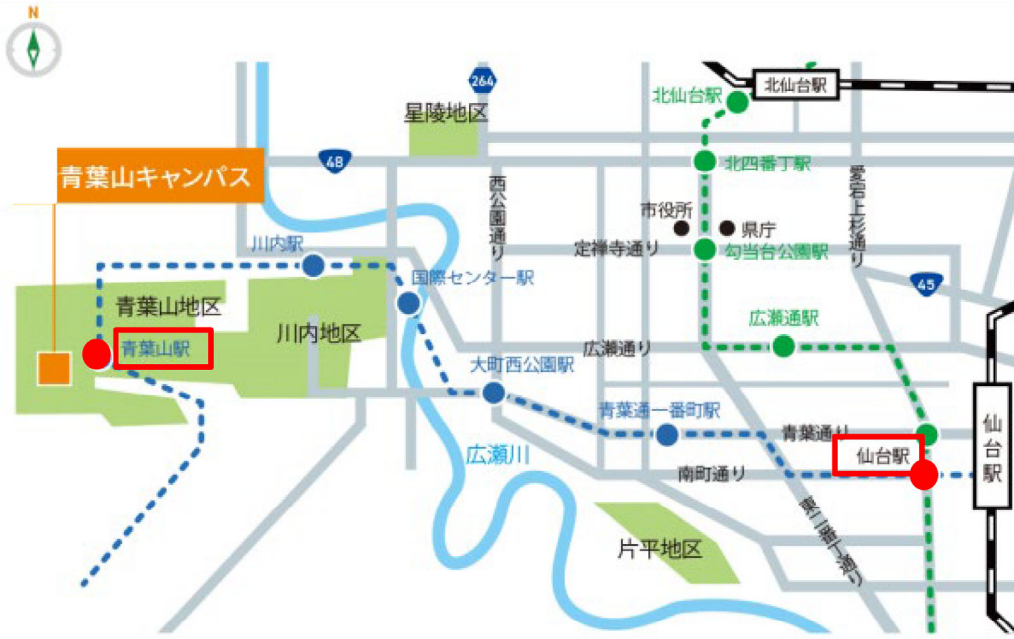 N
264
北仙台駅
北仙台駅
星陵地区
48
北四番丁駅
青葉山キャンパス
西公園通り
愛宕上杉通り
市役所
県庁
川内駅
定禅寺通り
勾当台公園駅
国際センター駅
45
青葉山地区
広瀬通駅
川内地区
青葉山駅
広瀬通り
大町西公園駅
青葉通一番町駅
青葉通り
仙台駅
仙台駅
広瀬川
南町通り
東二番丁通り
片平地区